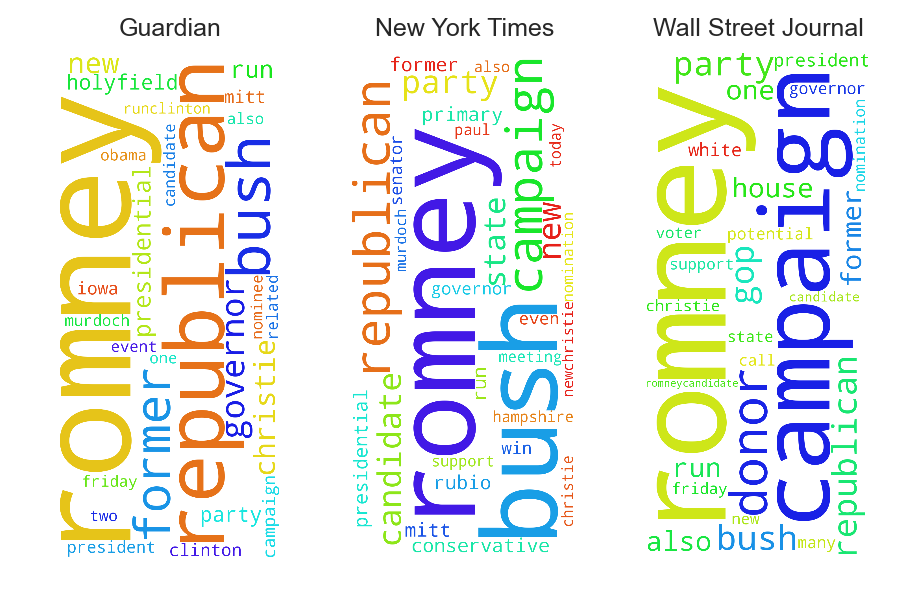 Guardian
new
holyfield
run
mitt
runclinton
also
obama
candidate
romney
republican
bush
presidential
iowa
murdoch
event
one
governor
nominee
related
christie
former
friday
two
party
campaign
president
clinton
New York Times
former
also
party
primary
paul
today
republican
senator
murdoch
romney
state
campaign
new
nomination
governor
even
newchristie
bush
meeting
run
presidential
candidate
hampshire
win
support
rubio
christie
mitt
conservative
Wall Street Journal
party
president
one
governor
white
nomination
romney
campaign
house
voter
potential
former
support
gop
candidate
christie
state
call
romneycandidate
donor
republican
run
friday
new
also
bush
many